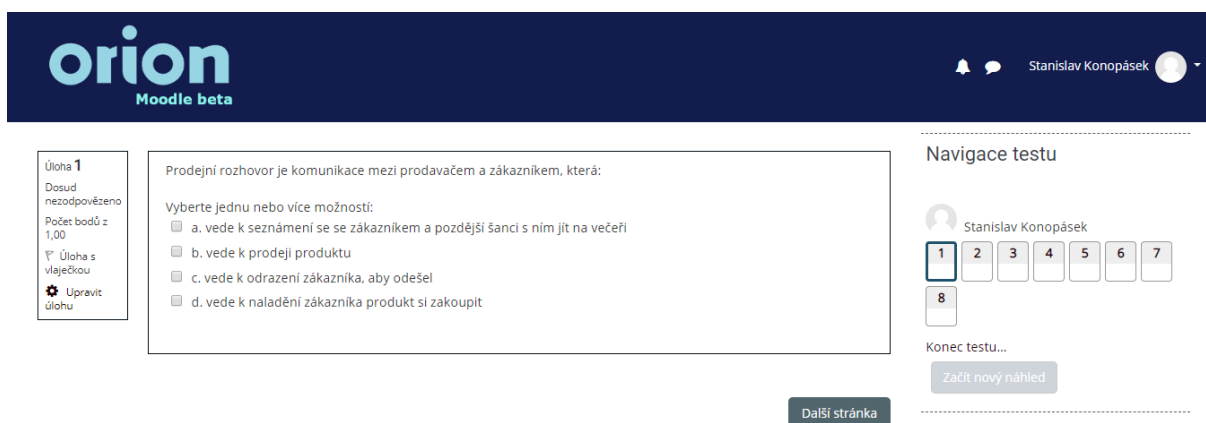 orion
Moodle beta
Stanislav Konopásek
Úloha 1
Dosud
nezodpovězeno
Počet bodů z
1,00
Úloha s
vlaječkou
Upravit
úlohu
Prodejní rozhovor je komunikace mezi prodavačem a zákazníkem, která:
Vyberte jednu nebo více možností:
a. vede k seznámení se se zákazníkem a pozdější šanci s ním jít na večeři
b. vede k prodeji produktu
c. vede k odrazení zákazníka, aby odešel
d. vede k naladění zákazníka produkt si zakoupit
Další stránka
Navigace testu
Stanislav Konopásek
1 2 3 4 5 6 7
8
Konec testu...
Začít nový náhled